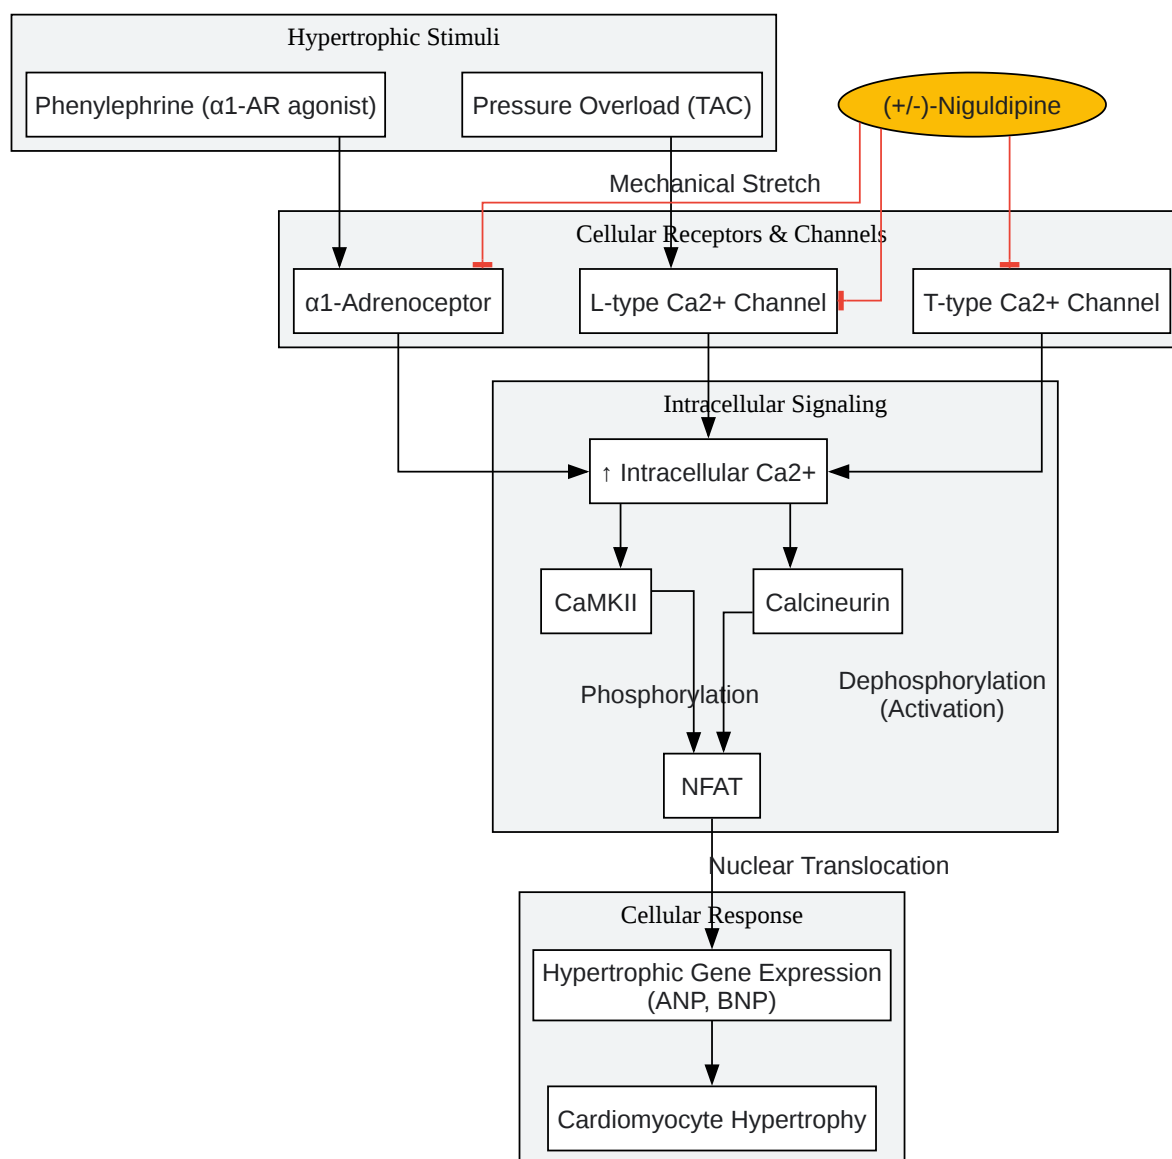 Hypertrophic Stimuli
Phenylephrine (α1-AR agonist)
Pressure Overload (TAC)
(+/-)-Niguldipine
Mechanical Stretch
Cellular Receptors & Channels
α1-Adrenoceptor
L-type Ca2+ Channel
T-type Ca2+ Channel
Intracellular Signaling
↑ Intracellular Ca2+
CaMKII
Calcineurin
Phosphorylation
Dephosphorylation
(Activation)
NFAT
Nuclear Translocation
Cellular Response
Hypertrophic Gene Expression
(ANP, BNP)
Cardiomyocyte Hypertrophy